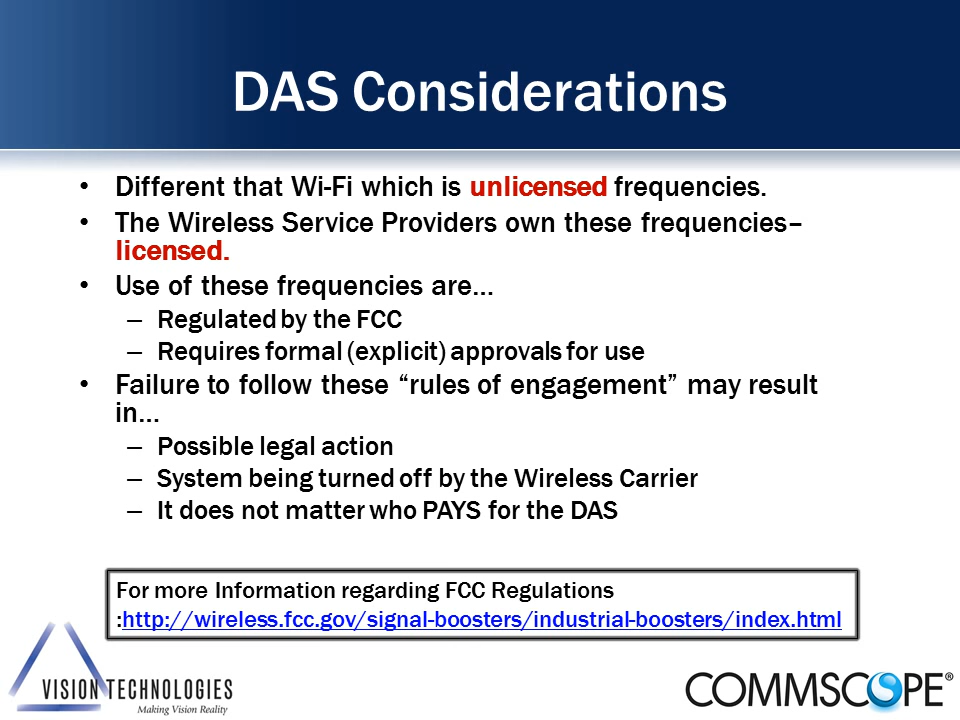 DAS Considerations
• Different that Wi-Fi which is unlicensed frequencies.
• The Wireless Service Providers own these frequencies–
licensed.
• Use of these frequencies are…
– Regulated by the FCC
– Requires formal (explicit) approvals for use
• Failure to follow these “rules of engagement” may result
in…
– Possible legal action
– System being turned off by the Wireless Carrier
– It does not matter who PAYS for the DAS
For more Information regarding FCC Regulations
:http://wireless.fcc.gov/signal-boosters/industrial-boosters/index.html
VISION TECHNOLOGIES
Making Vision Reality
COMMSCOPE®